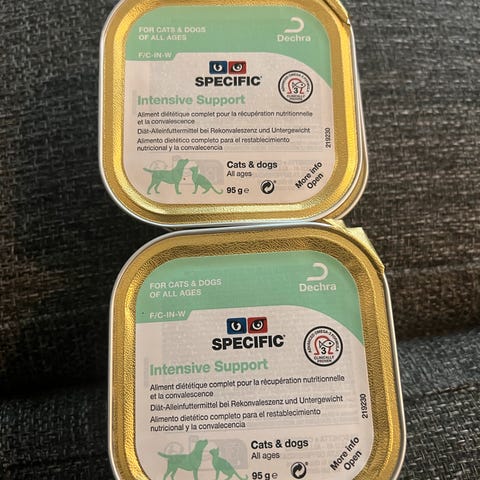 FOR CATS & DOGS
OF ALL AGES
Dechra
F/C-IN-W
SPECIFIC
Intensive Support
Aliment diététique complet pour la récupération nutritionnelle
et la convalescence
Diät-Alleinfuttermittel bei Rekonvaleszenz und Untergewicht
Alimento dietético completo para el restablecimiento
nutricional y la convalecencia
219230
Cats & dogs
All ages
95 g
More info
Open
FOR CATS & DOGS
OF ALL AGES
Dechra
F/C-IN-W
SPECIFIC
Intensive Support
Aliment diététique complet pour la récupération nutritionnelle
et la convalescence
Diät-Alleinfuttermittel bei Rekonvaleszenz und Untergewicht
Alimento dietético completo para el restablecimiento
nutricional y la convalecencia
219230
Cats & dogs
All ages
95 g
More info
Open